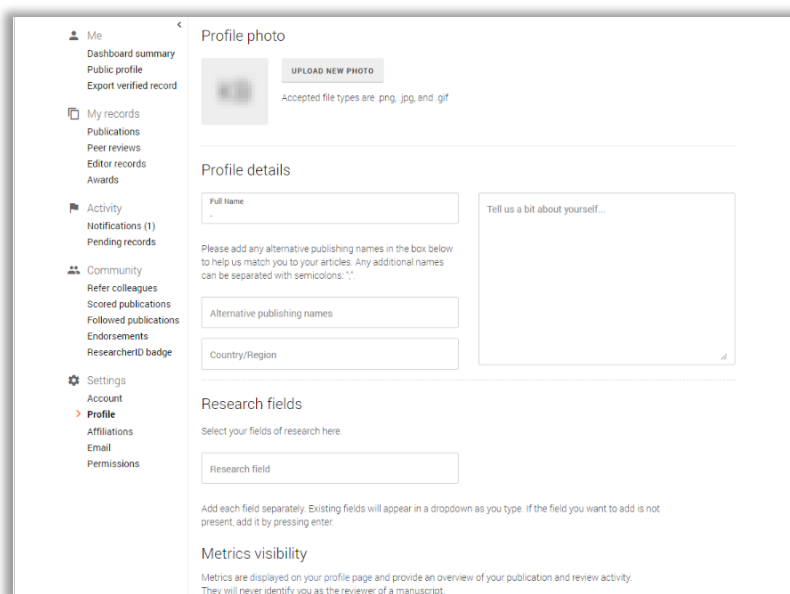 Me
Dashboard summary
Public profile
Export verified record
My records
Publications
Peer reviews
Editor records
Awards
Activity
Notifications (1)
Pending records
Community
Refer colleagues
Scored publications
Followed publications
Endorsements
ResearcherID badge
Settings
Account
Profile
Affiliations
Email
Permissions
Profile photo
UPLOAD NEW PHOTO
Accepted file types are .png, .jpg, and .gif
Profile details
Full Name
.
Please add any alternative publishing names in the box below
to help us match you to your articles. Any additional names
can be separated with semicolons: ";".
Alternative publishing names
Country/Region
Tell us a bit about yourself...
Research fields
Select your fields of research here.
Research field
Add each field separately. Existing fields will appear in a dropdown as you type. If the field you want to add is not
present, add it by pressing enter.
Metrics visibility
Metrics are displayed on your profile page and provide an overview of your publication and review activity.
They will never identify you as the reviewer of a manuscript.